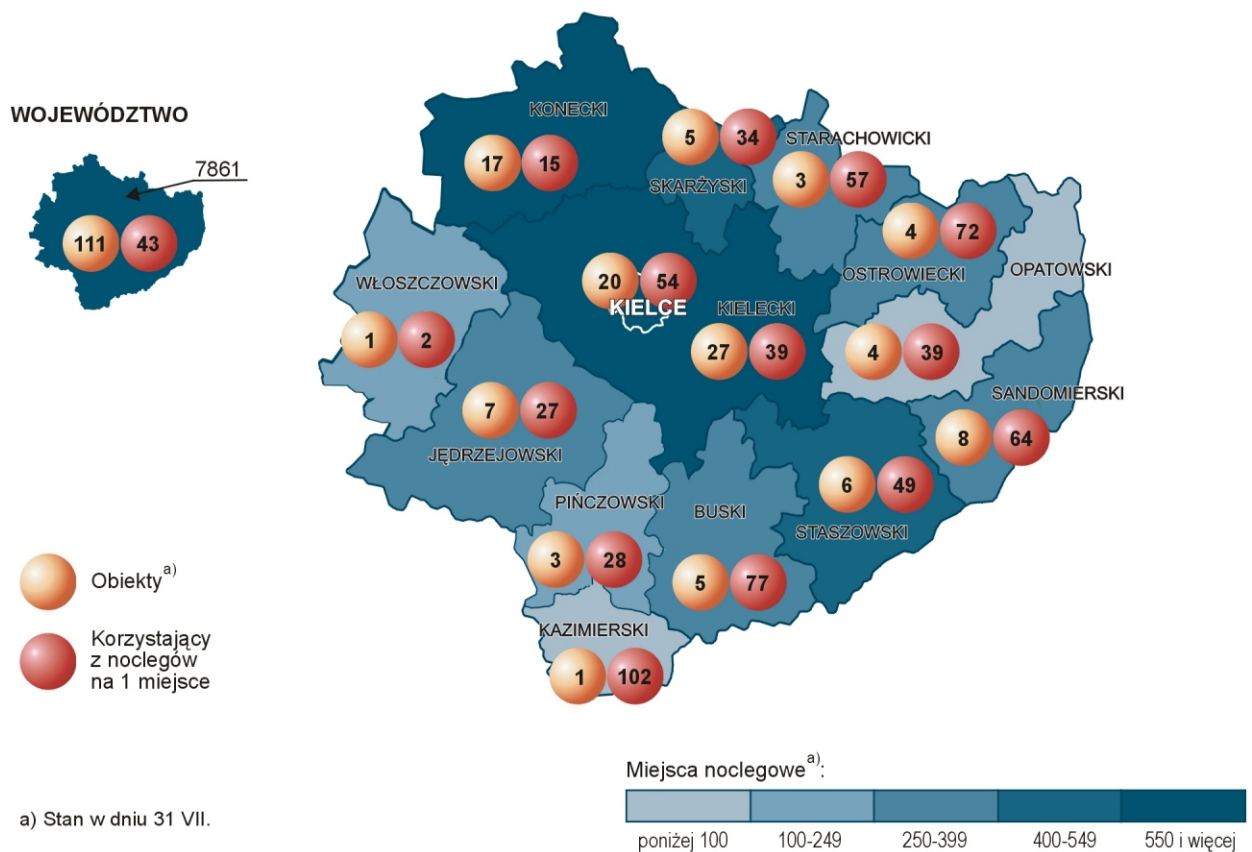 WOJEWÓDZTWO
7861
111 43
KONECKI
17 15
5 34
SKARŻYSKI
STARACHOWICKI
3 57
4 72
OSTROWIECKI
OPATOWSKI
4 39
WŁOSZCZOWSKI
1 2
20 54
KIELCE
KIELECKI
27 39
SANDOMIERSKI
8 64
7 27
JĘDRZEJOWSKI
6 49
STASZOWSKI
PIŃCZOWSKI
3 28
BUSKI
5 77
KAZIMIERSKI
1 102
Obiekty a)
Korzystający
z noclegów
na 1 miejsce
a) Stan w dniu 31 VII.
Miejsca noclegowe a):
poniżej 100 100-249 250-399 400-549 550 i więcej